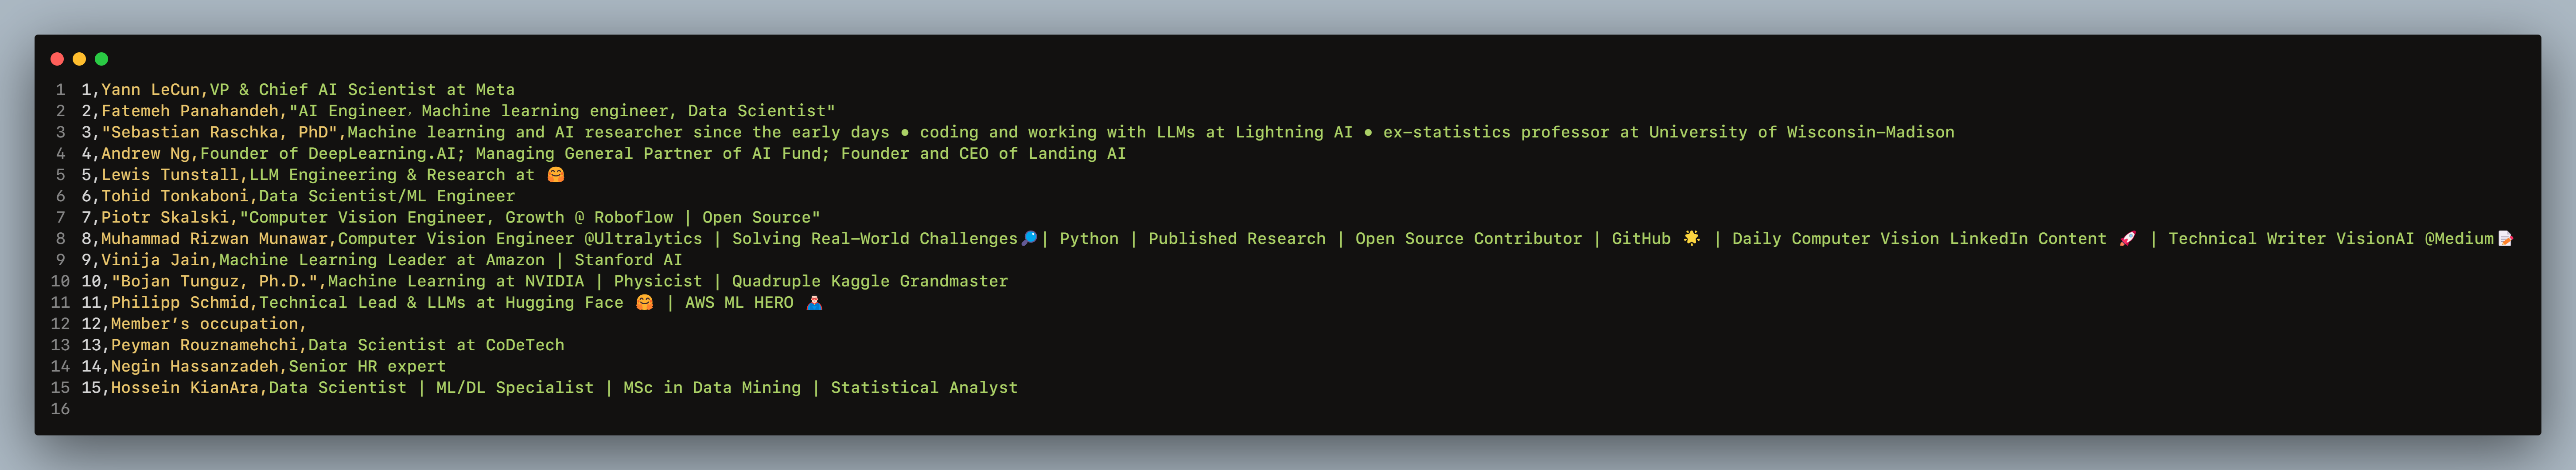 1 1,Yann LeCun,VP & Chief AI Scientist at Meta
2 2,Fatemeh Panahandeh,"AI Engineer، Machine learning engineer, Data Scientist"
3 3,"Sebastian Raschka, PhD",Machine learning and AI researcher since the early days ● coding and working with LLMs at Lightning AI ● ex-statistics professor at University of Wisconsin-Madison
4 4,Andrew Ng,Founder of DeepLearning.AI; Managing General Partner of AI Fund; Founder and CEO of Landing AI
5 5,Lewis Tunstall,LLM Engineering & Research at 🤗
6 6,Tohid Tonkaboni,Data Scientist/ML Engineer
7 7,Piotr Skalski,"Computer Vision Engineer, Growth @ Roboflow | Open Source"
8 8,Muhammad Rizwan Munawar,Computer Vision Engineer @Ultralytics | Solving Real-World Challenges🔎| Python | Published Research | Open Source Contributor | GitHub 🌟 | Daily Computer Vision LinkedIn Content 🚀 | Technical Writer VisionAI @Medium📝
9 9,Vinija Jain,Machine Learning Leader at Amazon | Stanford AI
10 10,"Bojan Tunguz, Ph.D.",Machine Learning at NVIDIA | Physicist | Quadruple Kaggle Grandmaster
11 11,Philipp Schmid,Technical Lead & LLMs at Hugging Face 🤗 | AWS ML HERO 🦸🏻‍♂️
12 12,Member’s occupation,
13 13,Peyman Rouznamehchi,Data Scientist at CoDeTech
14 14,Negin Hassanzadeh,Senior HR expert
15 15,Hossein KianAra,Data Scientist | ML/DL Specialist | MSc in Data Mining | Statistical Analyst
16